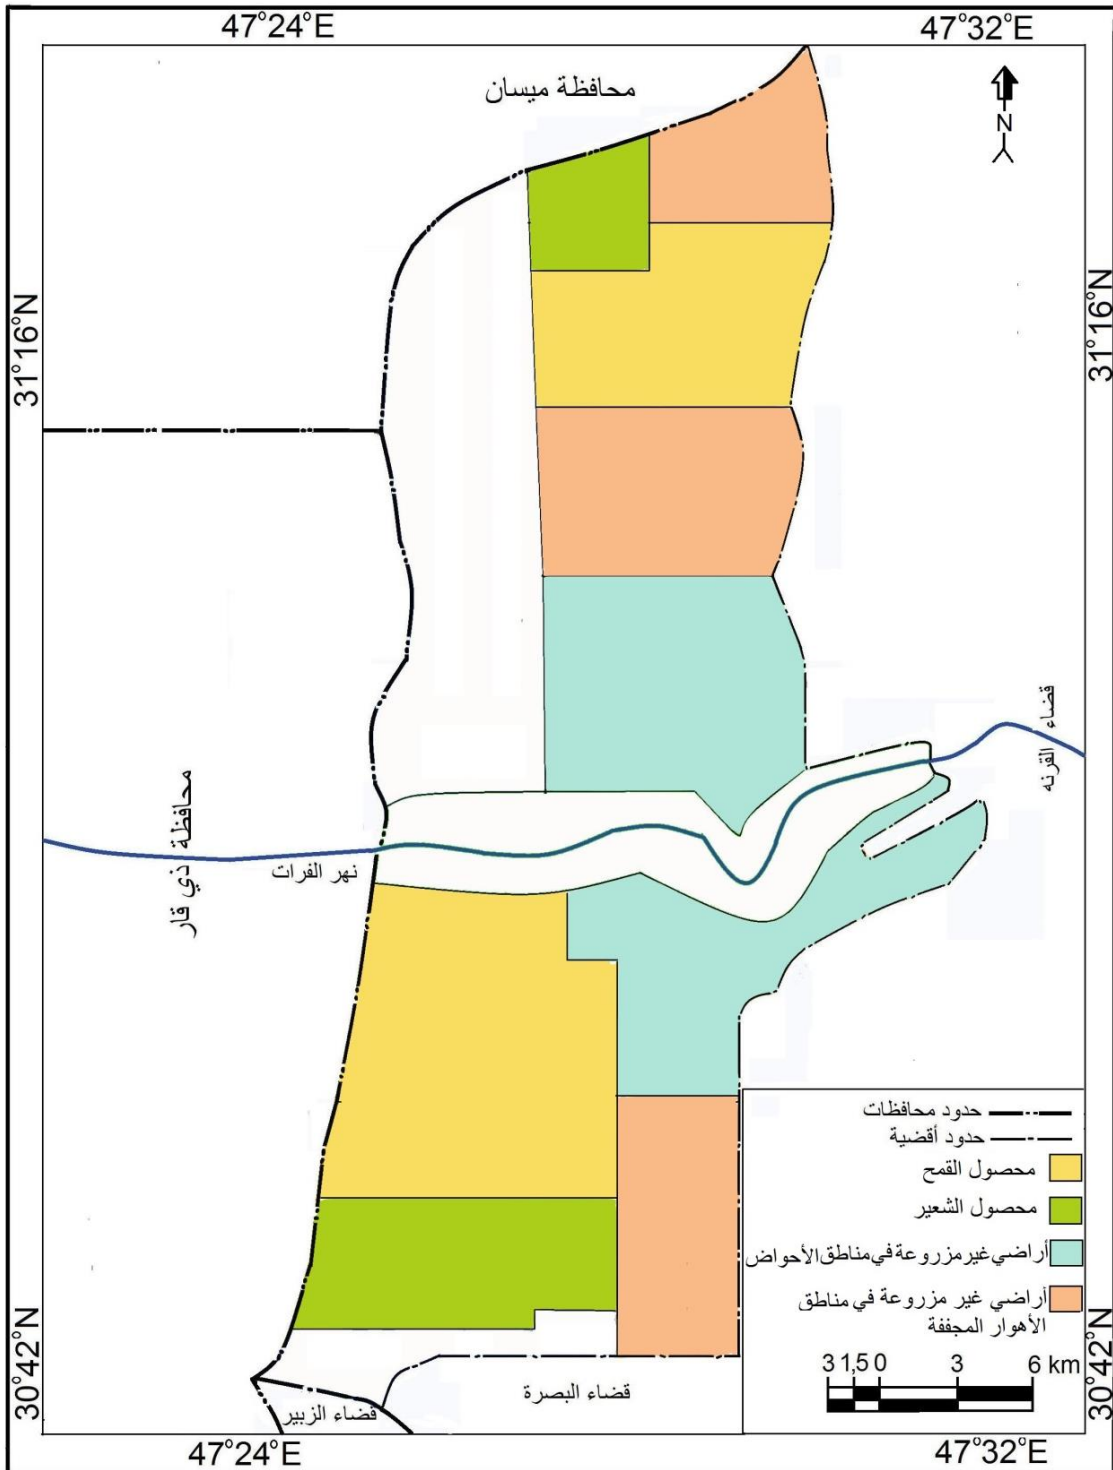 47°24°E
47°32°E
محافظة ميسان
N
31°16°N
31°16°N
قضاء القرنه
محافظة ذي قار
نهر الفرات
حدود محافظات
حدود أقضية
محصول القمح
محصول الشعير
أراضي غير مزروعة في مناطق الأحواض
أراضي غير مزروعة في مناطق
الأهوار المجففة
3 1,5 0 3 6 km
30°42°N
30°42°N
قضاء البصرة
قضاء الزبير
47°24°E
47°32°E